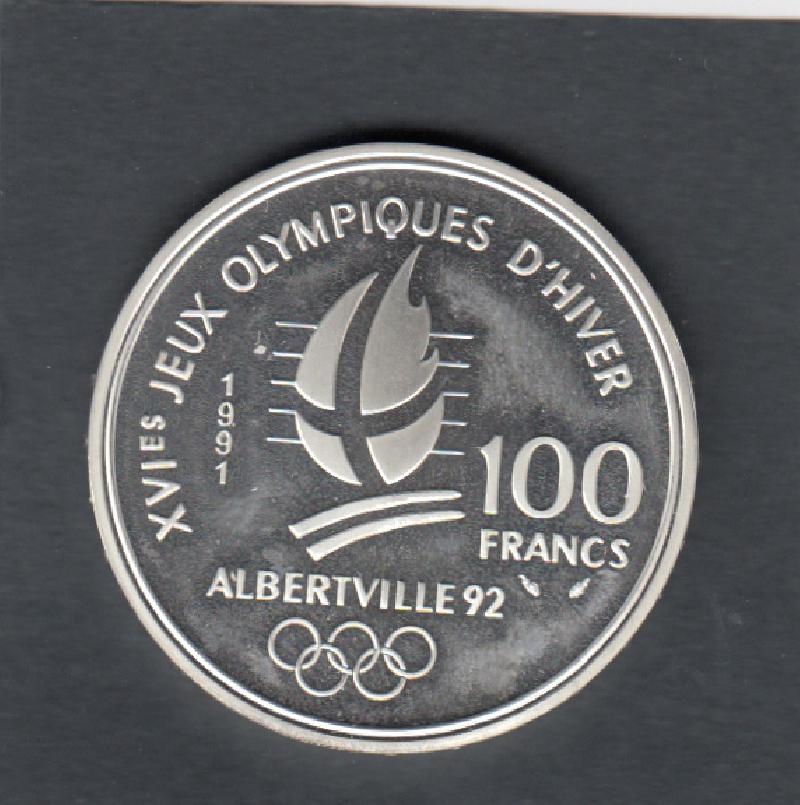 XVIES JEUX OLYMPIQUES D'HIVER
1991
100
FRANCS
ALBERTVILLE 92